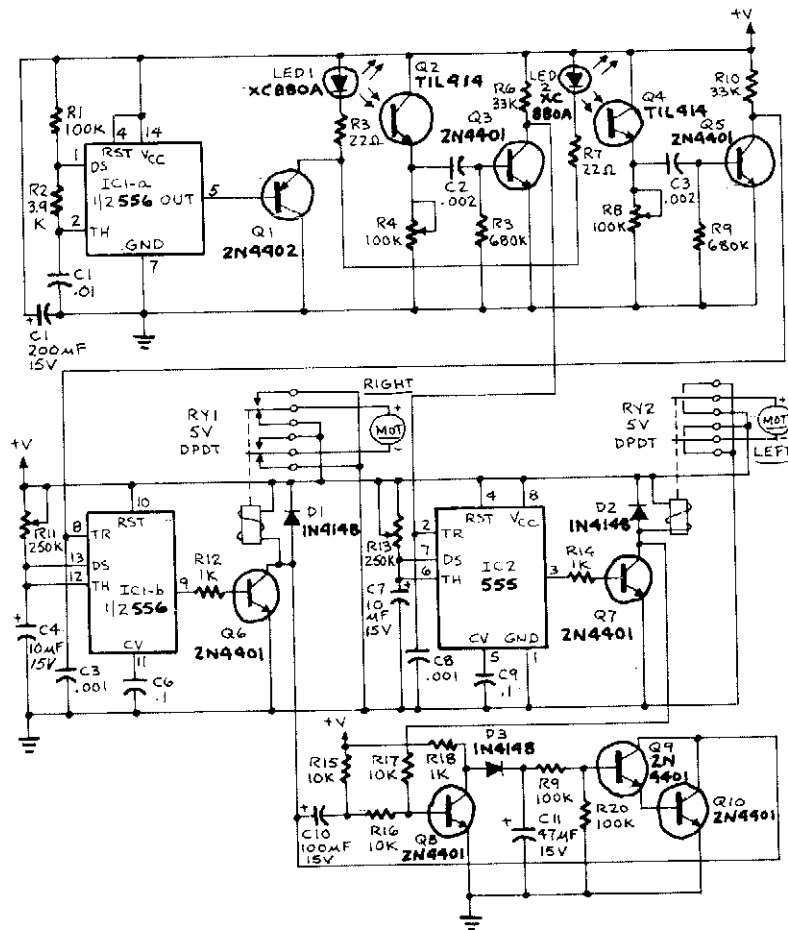 +V
LED1
XC880A
Q2
TIL414
R6
33K
LED
2
XC
880A
Q4
TIL414
R10
33K
R1
100K
4
14
RST
VCC
1
DS
R3
22Ω
Q3
2N4401
R7
22Ω
Q5
2N4401
R2
3.9
K
IC1-a
1/2 556
OUT
5
2
TH
GND
7
Q1
2N4402
C2
.002
R4
100K
R3
680K
C3
.002
R8
100K
R9
680K
C1
.01
+
C1
200µF
15V
RIGHT
RY1
5V
DPDT
+
MOT
-
RY2
5V
DPDT
+
MOT
-
LEFT
+V
10
RST
R11
250K
8
TR
13
DS
12
TH
IC1-b
1/2 556
9
R12
1K
D1
1N4148
Q6
2N4401
CV
11
+
C4
10µF
15V
C3
.001
C6
.1
4
8
RST
VCC
R13
250K
2
TR
7
DS
6
TH
IC2
555
3
R14
1K
D2
1N4148
Q7
2N4401
C7
+
10
µF
15V
CV
GND
5
1
C8
.001
C9
.1
+V
R15
10K
R17
10K
R18
1K
D3
1N4148
Q9
2N
4401
+
C10
100µF
15V
R16
10K
Q8
2N4401
R9
100K
R20
100K
+
C11
47µF
15V
Q10
2N4401